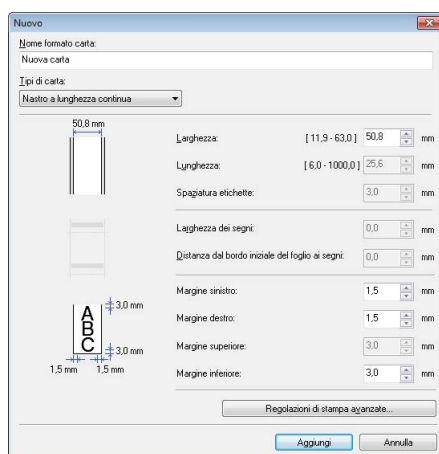 Nuovo
Nome formato carta:
Nuova carta
Tipi di carta:
Nastro a lunghezza continua
50,8 mm
Larghezza: [ 11,9 - 63,0 ] 50,8 mm
Lunghezza: [ 6,0 - 1000,0 ] 25,6 mm
Spaziatura etichette: 3,0 mm
Larghezza dei segni: 0,0 mm
Distanza dal bordo iniziale del foglio ai segni: 0,0 mm
Margine sinistro: 1,5 mm
3,0 mm
A
B
C
Margine destro: 1,5 mm
Margine superiore: 3,0 mm
3,0 mm
1,5 mm 1,5 mm
Margine inferiore: 3,0 mm
Regolazioni di stampa avanzate...
Aggiungi Annulla